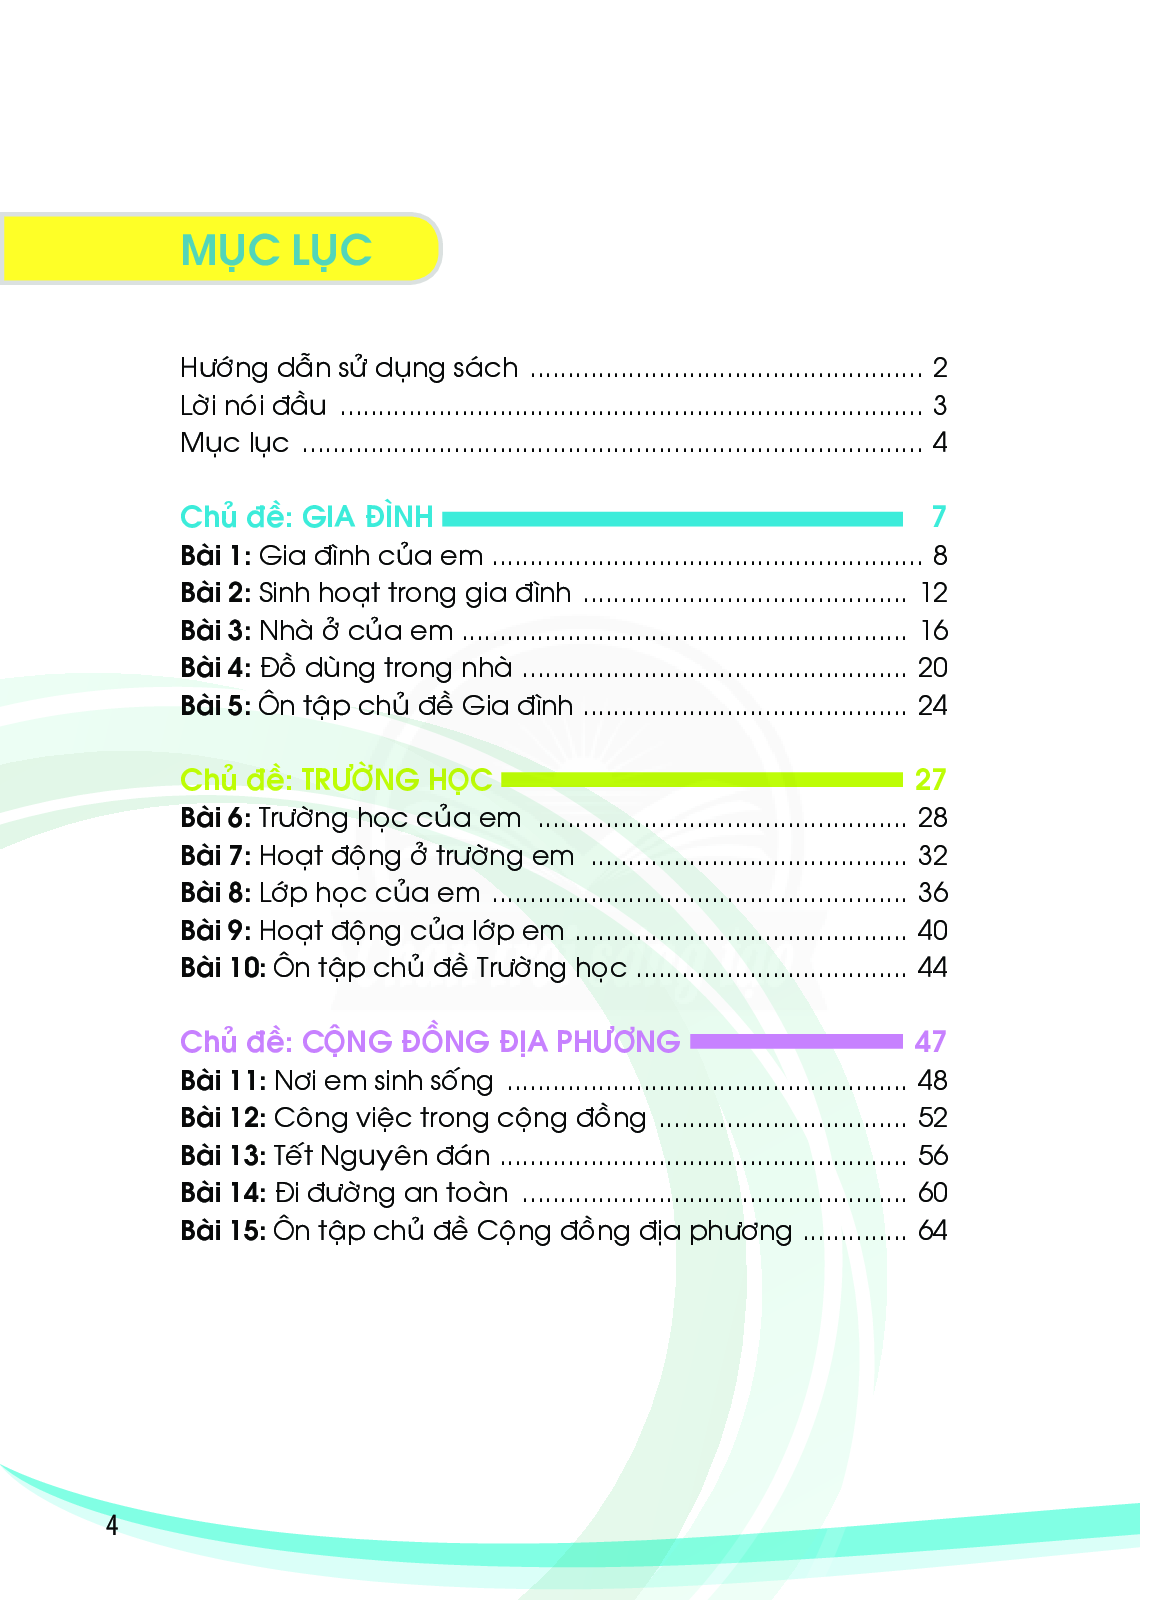 MỤC LỤC
Hướng dẫn sử dụng sách .................................................... 2
Lời nói đầu ............................................................................. 3
Mục lục .................................................................................. 4
Chủ đề: GIA ĐÌNH 7
Bài 1: Gia đình của em ......................................................... 8
Bài 2: Sinh hoạt trong gia đình ........................................... 12
Bài 3: Nhà ở của em ........................................................... 16
Bài 4: Đồ dùng trong nhà ................................................... 20
Bài 5: Ôn tập chủ đề Gia đình ........................................... 24
Chủ đề: TRƯỜNG HỌC 27
Bài 6: Trường học của em ................................................. 28
Bài 7: Hoạt động ở trường em .......................................... 32
Bài 8: Lớp học của em ....................................................... 36
Bài 9: Hoạt động của lớp em ............................................ 40
Bài 10: Ôn tập chủ đề Trường học .................................... 44
Chủ đề: CỘNG ĐỒNG ĐỊA PHƯƠNG 47
Bài 11: Nơi em sinh sống ..................................................... 48
Bài 12: Công việc trong cộng đồng ................................. 52
Bài 13: Tết Nguyên đán ...................................................... 56
Bài 14: Đi đường an toàn ................................................... 60
Bài 15: Ôn tập chủ đề Cộng đồng địa phương .............. 64
4